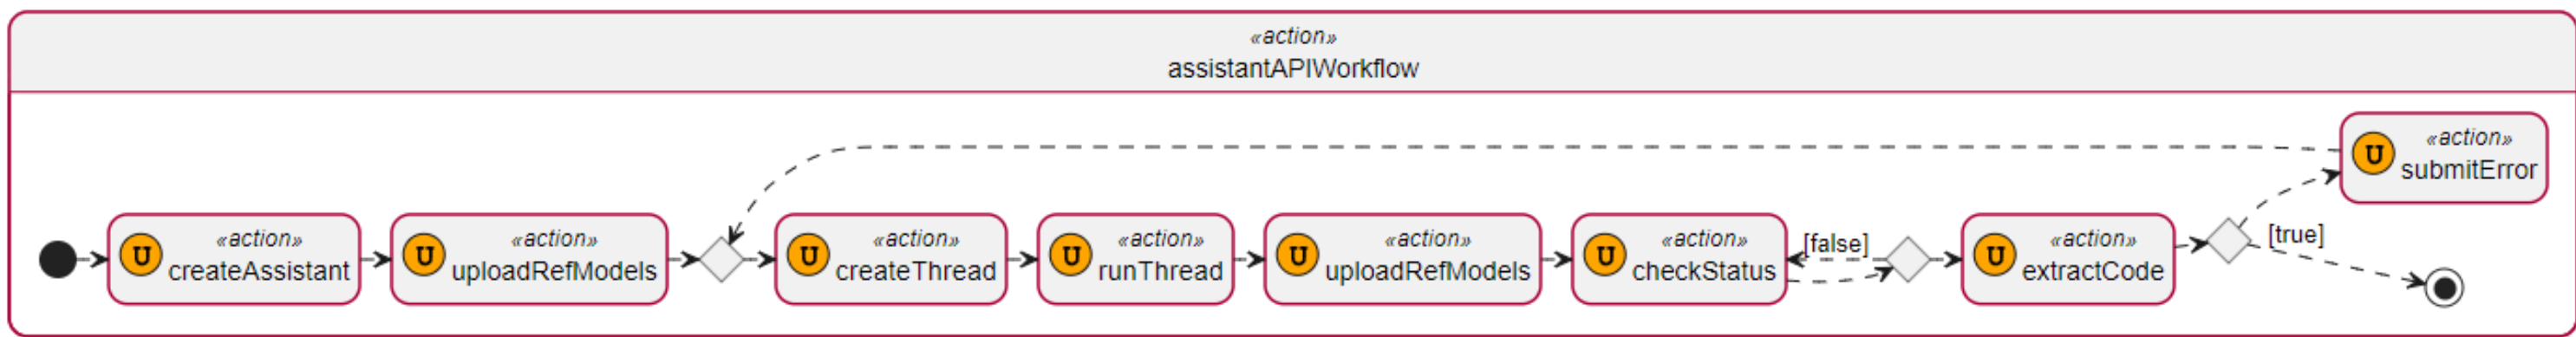 «action»
assistantAPIWorkflow
«action»
U submitError
«action»
U createAssistant
«action»
U uploadRefModels
«action»
U createThread
«action»
U runThread
«action»
U uploadRefModels
«action»
U checkStatus
[false]
«action»
U extractCode
[true]